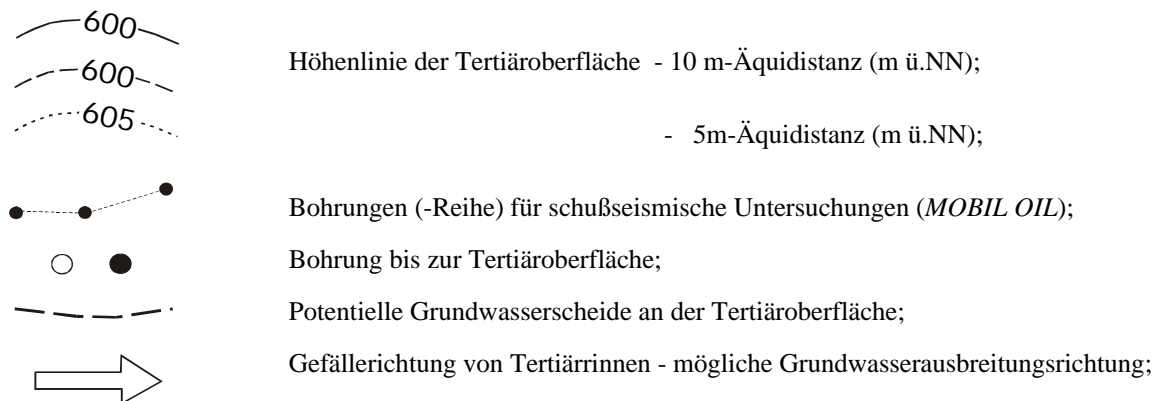 600
Höhenlinie der Tertiäroberfläche - 10 m-Äquidistanz (m ü.NN);
600
605
- 5m-Äquidistanz (m ü.NN);
Bohrungen (-Reihe) für schußseismische Untersuchungen (MOBIL OIL);
Bohrung bis zur Tertiäroberfläche;
Potentielle Grundwasserscheide an der Tertiäroberfläche;
Gefällerichtung von Tertiärrinnen - mögliche Grundwasserausbreitungsrichtung;